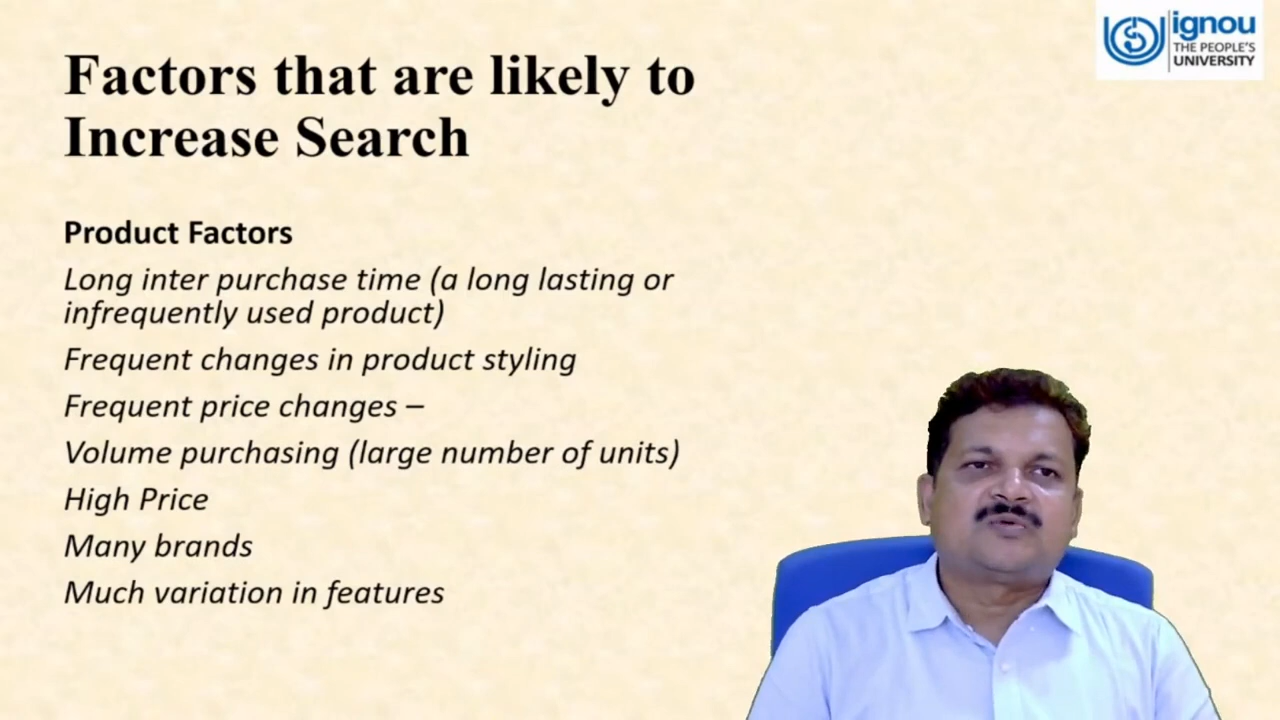 ignou
THE PEOPLE'S
UNIVERSITY
Factors that are likely to
Increase Search
Product Factors
Long inter purchase time (a long lasting or
infrequently used product)
Frequent changes in product styling
Frequent price changes –
Volume purchasing (large number of units)
High Price
Many brands
Much variation in features